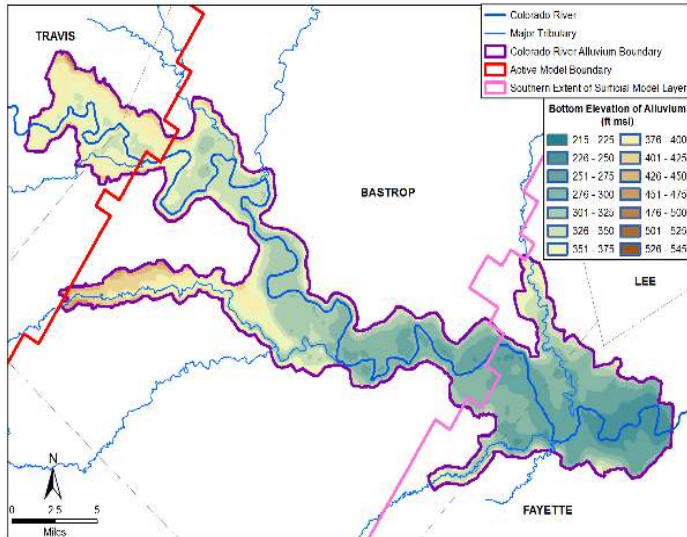 TRAVIS
Colorado River
Major Tributary
Colorado River Alluvium Boundary
Active Model Boundary
Southern Extent of Surficial Model Layer
Bottom Elevation of Alluvium
(ft msl)
215 - 225 376 - 400
226 - 250 401 - 425
251 - 275 426 - 450
276 - 300 451 - 475
301 - 325 476 - 500
326 - 350 501 - 525
351 - 375 526 - 545
BASTROP
LEE
N
0 2.5 5
Miles
FAYETTE